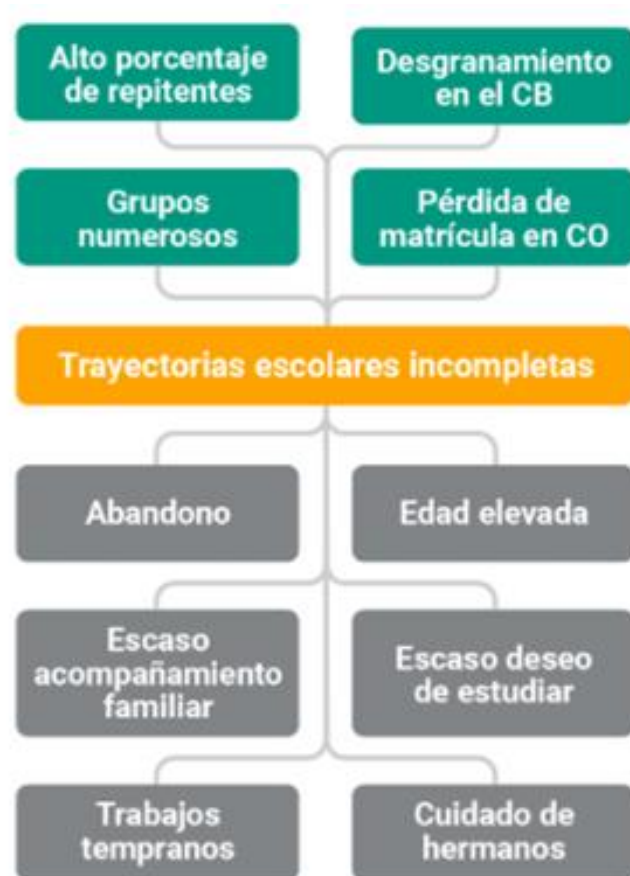 Alto porcentaje
de repitentes
Desgranamiento
en el CB
Grupos
numerosos
Pérdida de
matrícula en CO
Trayectorias escolares incompletas
Abandono
Edad elevada
Escaso
acompañamiento
familiar
Escaso deseo
de estudiar
Trabajos
tempranos
Cuidado de
hermanos